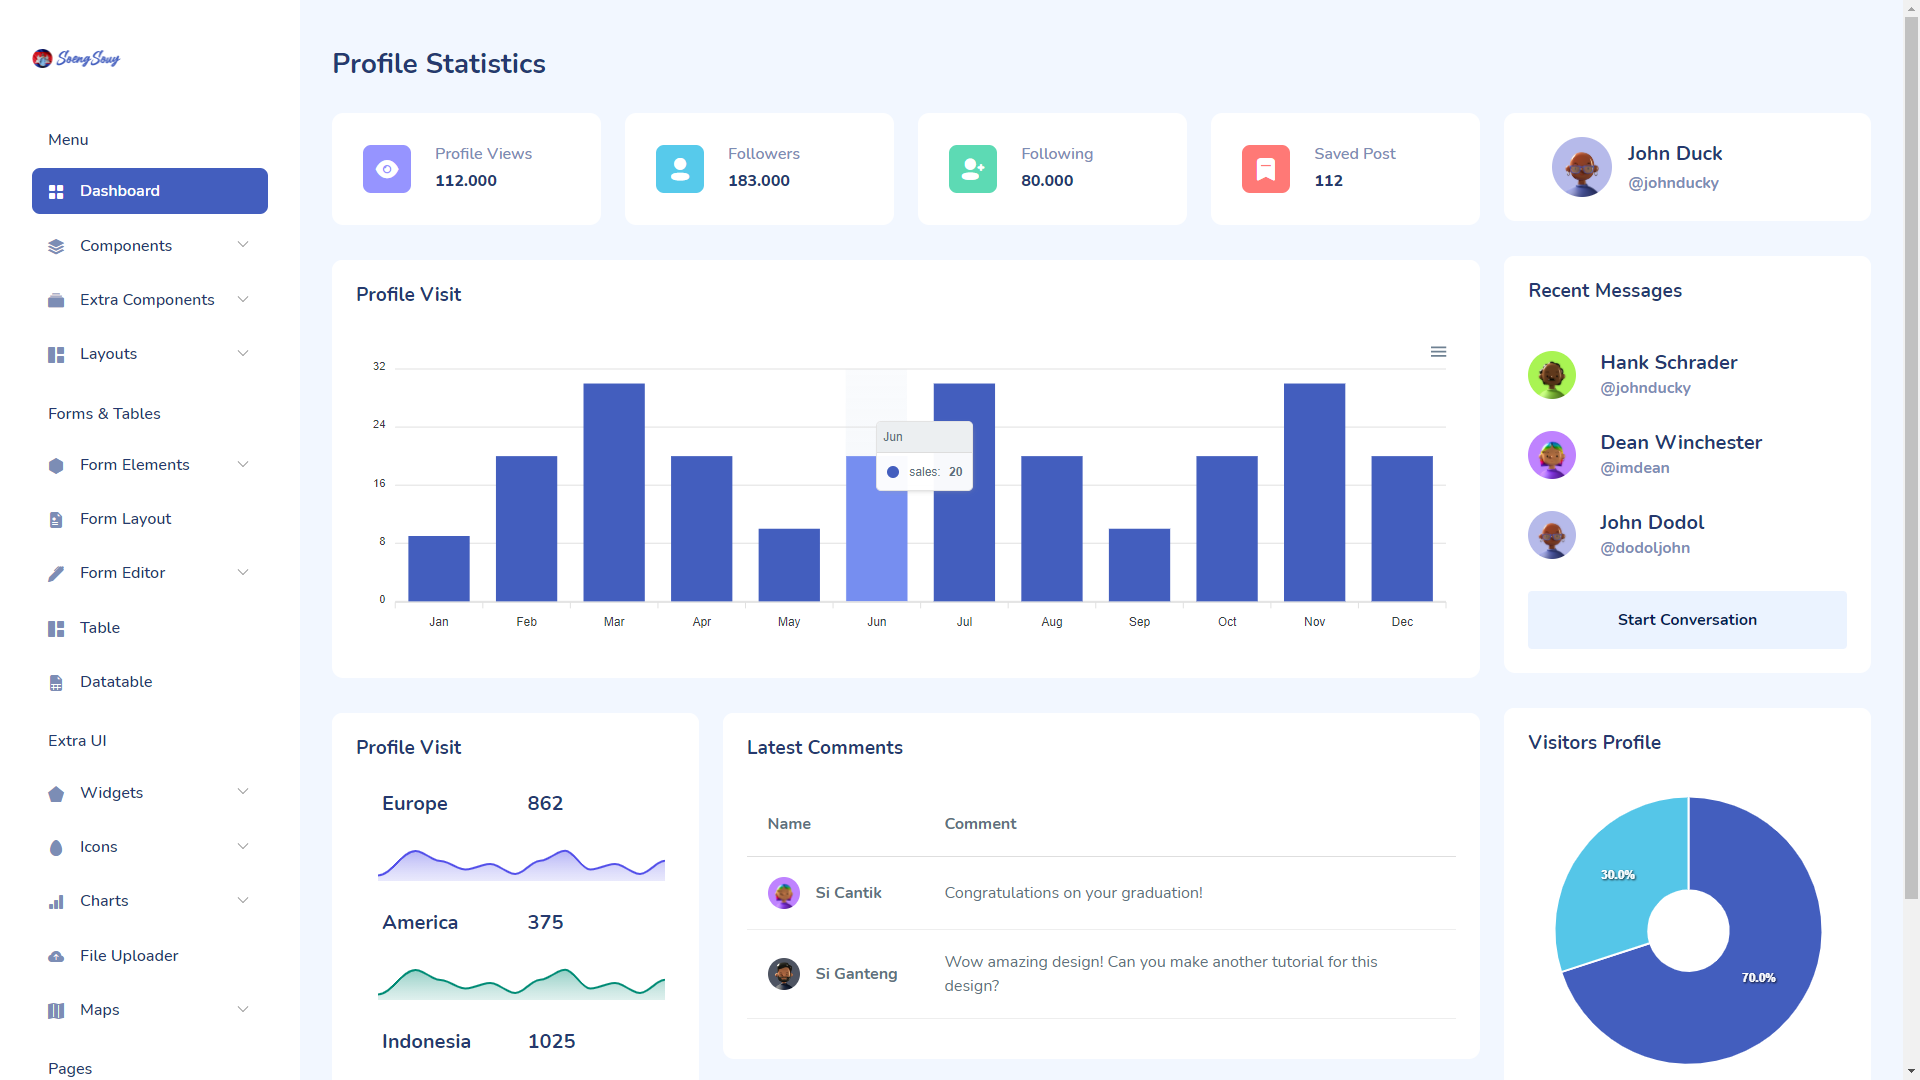 SoengSouy
Menu
Dashboard
Components
Extra Components
Layouts
Forms & Tables
Form Elements
Form Layout
Form Editor
Table
Datatable
Extra UI
Widgets
Icons
Charts
File Uploader
Maps
Pages
Profile Statistics
Profile Views
112.000
Followers
183.000
Following
80.000
Saved Post
112
John Duck
@johnducky
Profile Visit
32
24
16
8
0
Jun
sales: 20
Jan Feb Mar Apr May Jun Jul Aug Sep Oct Nov Dec
Recent Messages
Hank Schrader
@johnducky
Dean Winchester
@imdean
John Dodol
@dodoljohn
Start Conversation
Profile Visit
Europe 862
America 375
Indonesia 1025
Latest Comments
Name Comment
Si Cantik Congratulations on your graduation!
Si Ganteng Wow amazing design! Can you make another tutorial for this
design?
Visitors Profile
30.0%
70.0%